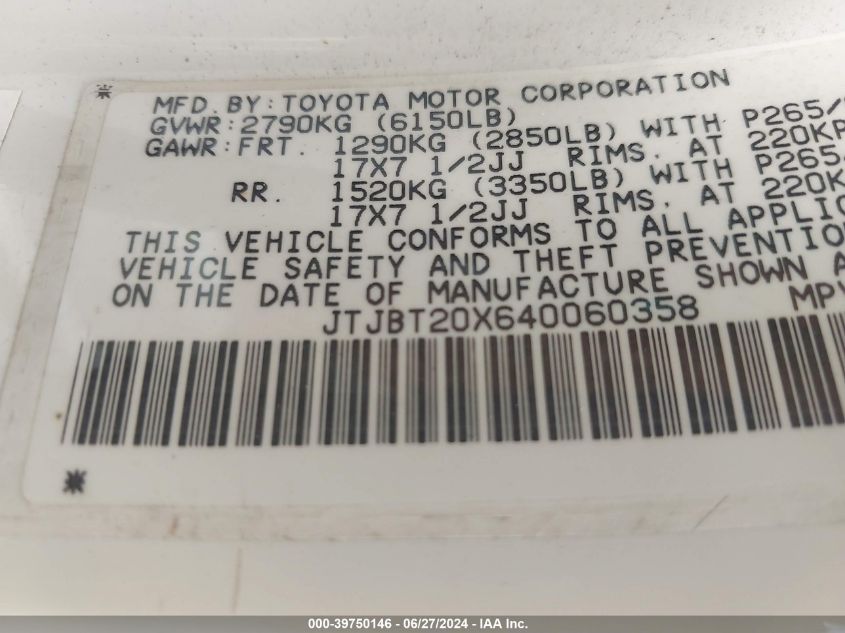 MFD. BY: TOYOTA MOTOR CORPORATION
GVWR: 2790KG (6150LB)
GAWR: FRT. 1290KG (2850LB) WITH P265/
17X7 1/2JJ RIMS, AT 220KP
RR. 1520KG (3350LB) WITH P265
17X7 1/2JJ RIMS, AT 220K
THIS VEHICLE CONFORMS TO ALL APPLIC
VEHICLE SAFETY AND THEFT PREVENTIO
ON THE DATE OF MANUFACTURE SHOWN A
JTJBT20X640060358 MPV
000-39750146 - 06/27/2024 - IAA Inc.